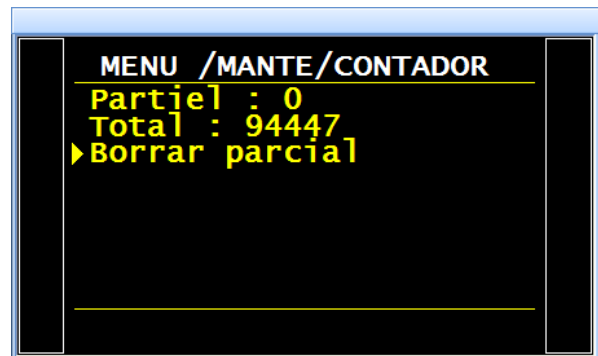 MENU /MANTE/CONTADOR
Partiel : 0
Total : 94447
Borrar parcial